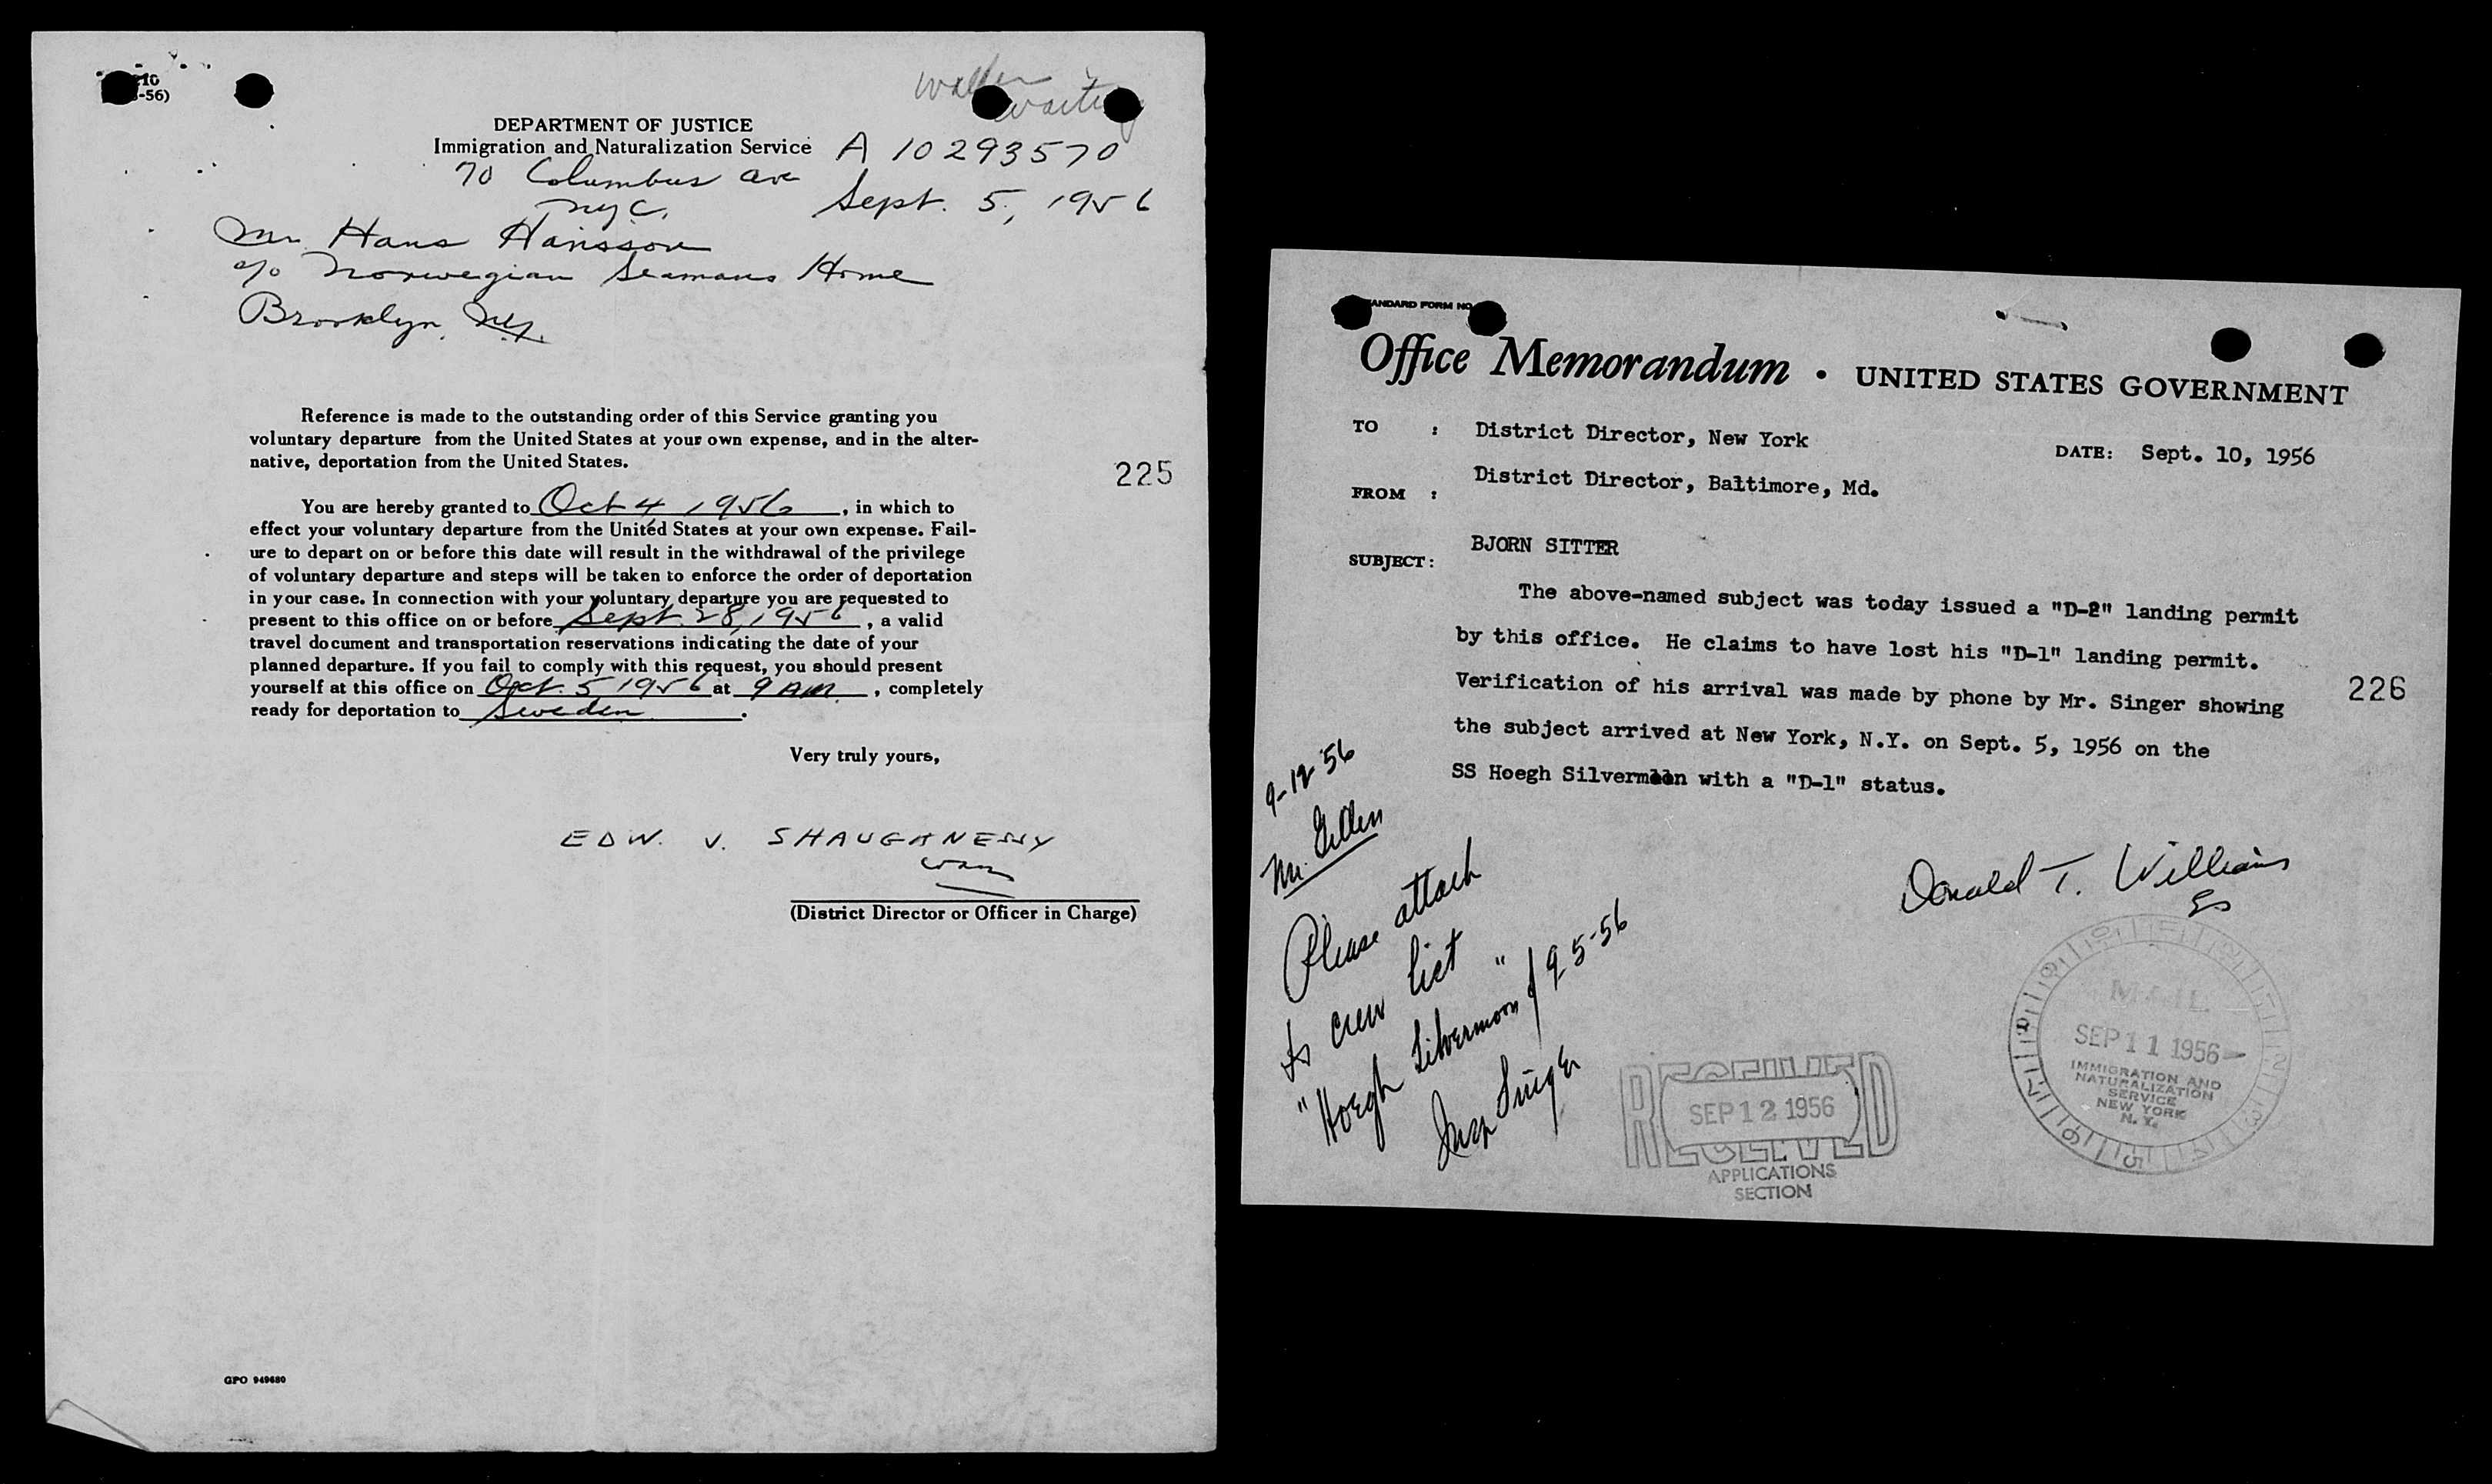 -56)
DEPARTMENT OF JUSTICE
Immigration and Naturalization Service
A 10293570
70 Columbus ave
NYC.
Sept. 5, 1956
Mr. Hans Hansson
c/o Norwegian Seamans Home
Brooklyn, N.Y.
Reference is made to the outstanding order of this Service granting you
voluntary departure from the United States at your own expense, and in the alter-
native, deportation from the United States.
225
You are hereby granted to Oct 4, 1956, in which to
effect your voluntary departure from the United States at your own expense. Fail-
ure to depart on or before this date will result in the withdrawal of the privilege
of voluntary departure and steps will be taken to enforce the order of deportation
in your case. In connection with your voluntary departure you are requested to
present to this office on or before Sept. 28, 1956, a valid
travel document and transportation reservations indicating the date of your
planned departure. If you fail to comply with this request, you should present
yourself at this office on Oct. 5, 1956 at 9 AM, completely
ready for deportation to Sweden.
Very truly yours,
EDW. V. SHAUGHNESSY
(District Director or Officer in Charge)
GPO 949680
STANDARD FORM NO
Office Memorandum • UNITED STATES GOVERNMENT
TO : District Director, New York
DATE: Sept. 10, 1956
FROM : District Director, Baltimore, Md.
SUBJECT: BJORN SITTER
The above-named subject was today issued a "D-2" landing permit
by this office. He claims to have lost his "D-1" landing permit.
Verification of his arrival was made by phone by Mr. Singer showing
226
the subject arrived at New York, N.Y. on Sept. 5, 1956 on the
SS Hoegh Silvermoon with a "D-1" status.
9-12-56
Mr.
Please attach
to crew list
"Hoegh Silvermoon" of 9-5-56
Insp Singer
Donald T. Williams
RECEIVED
SEP 12 1956
RECEIVED
APPLICATIONS
SECTION
MAIL
SEP 11 1956
IMMIGRATION AND
NATURALIZATION
SERVICE
NEW YORK
N.Y.